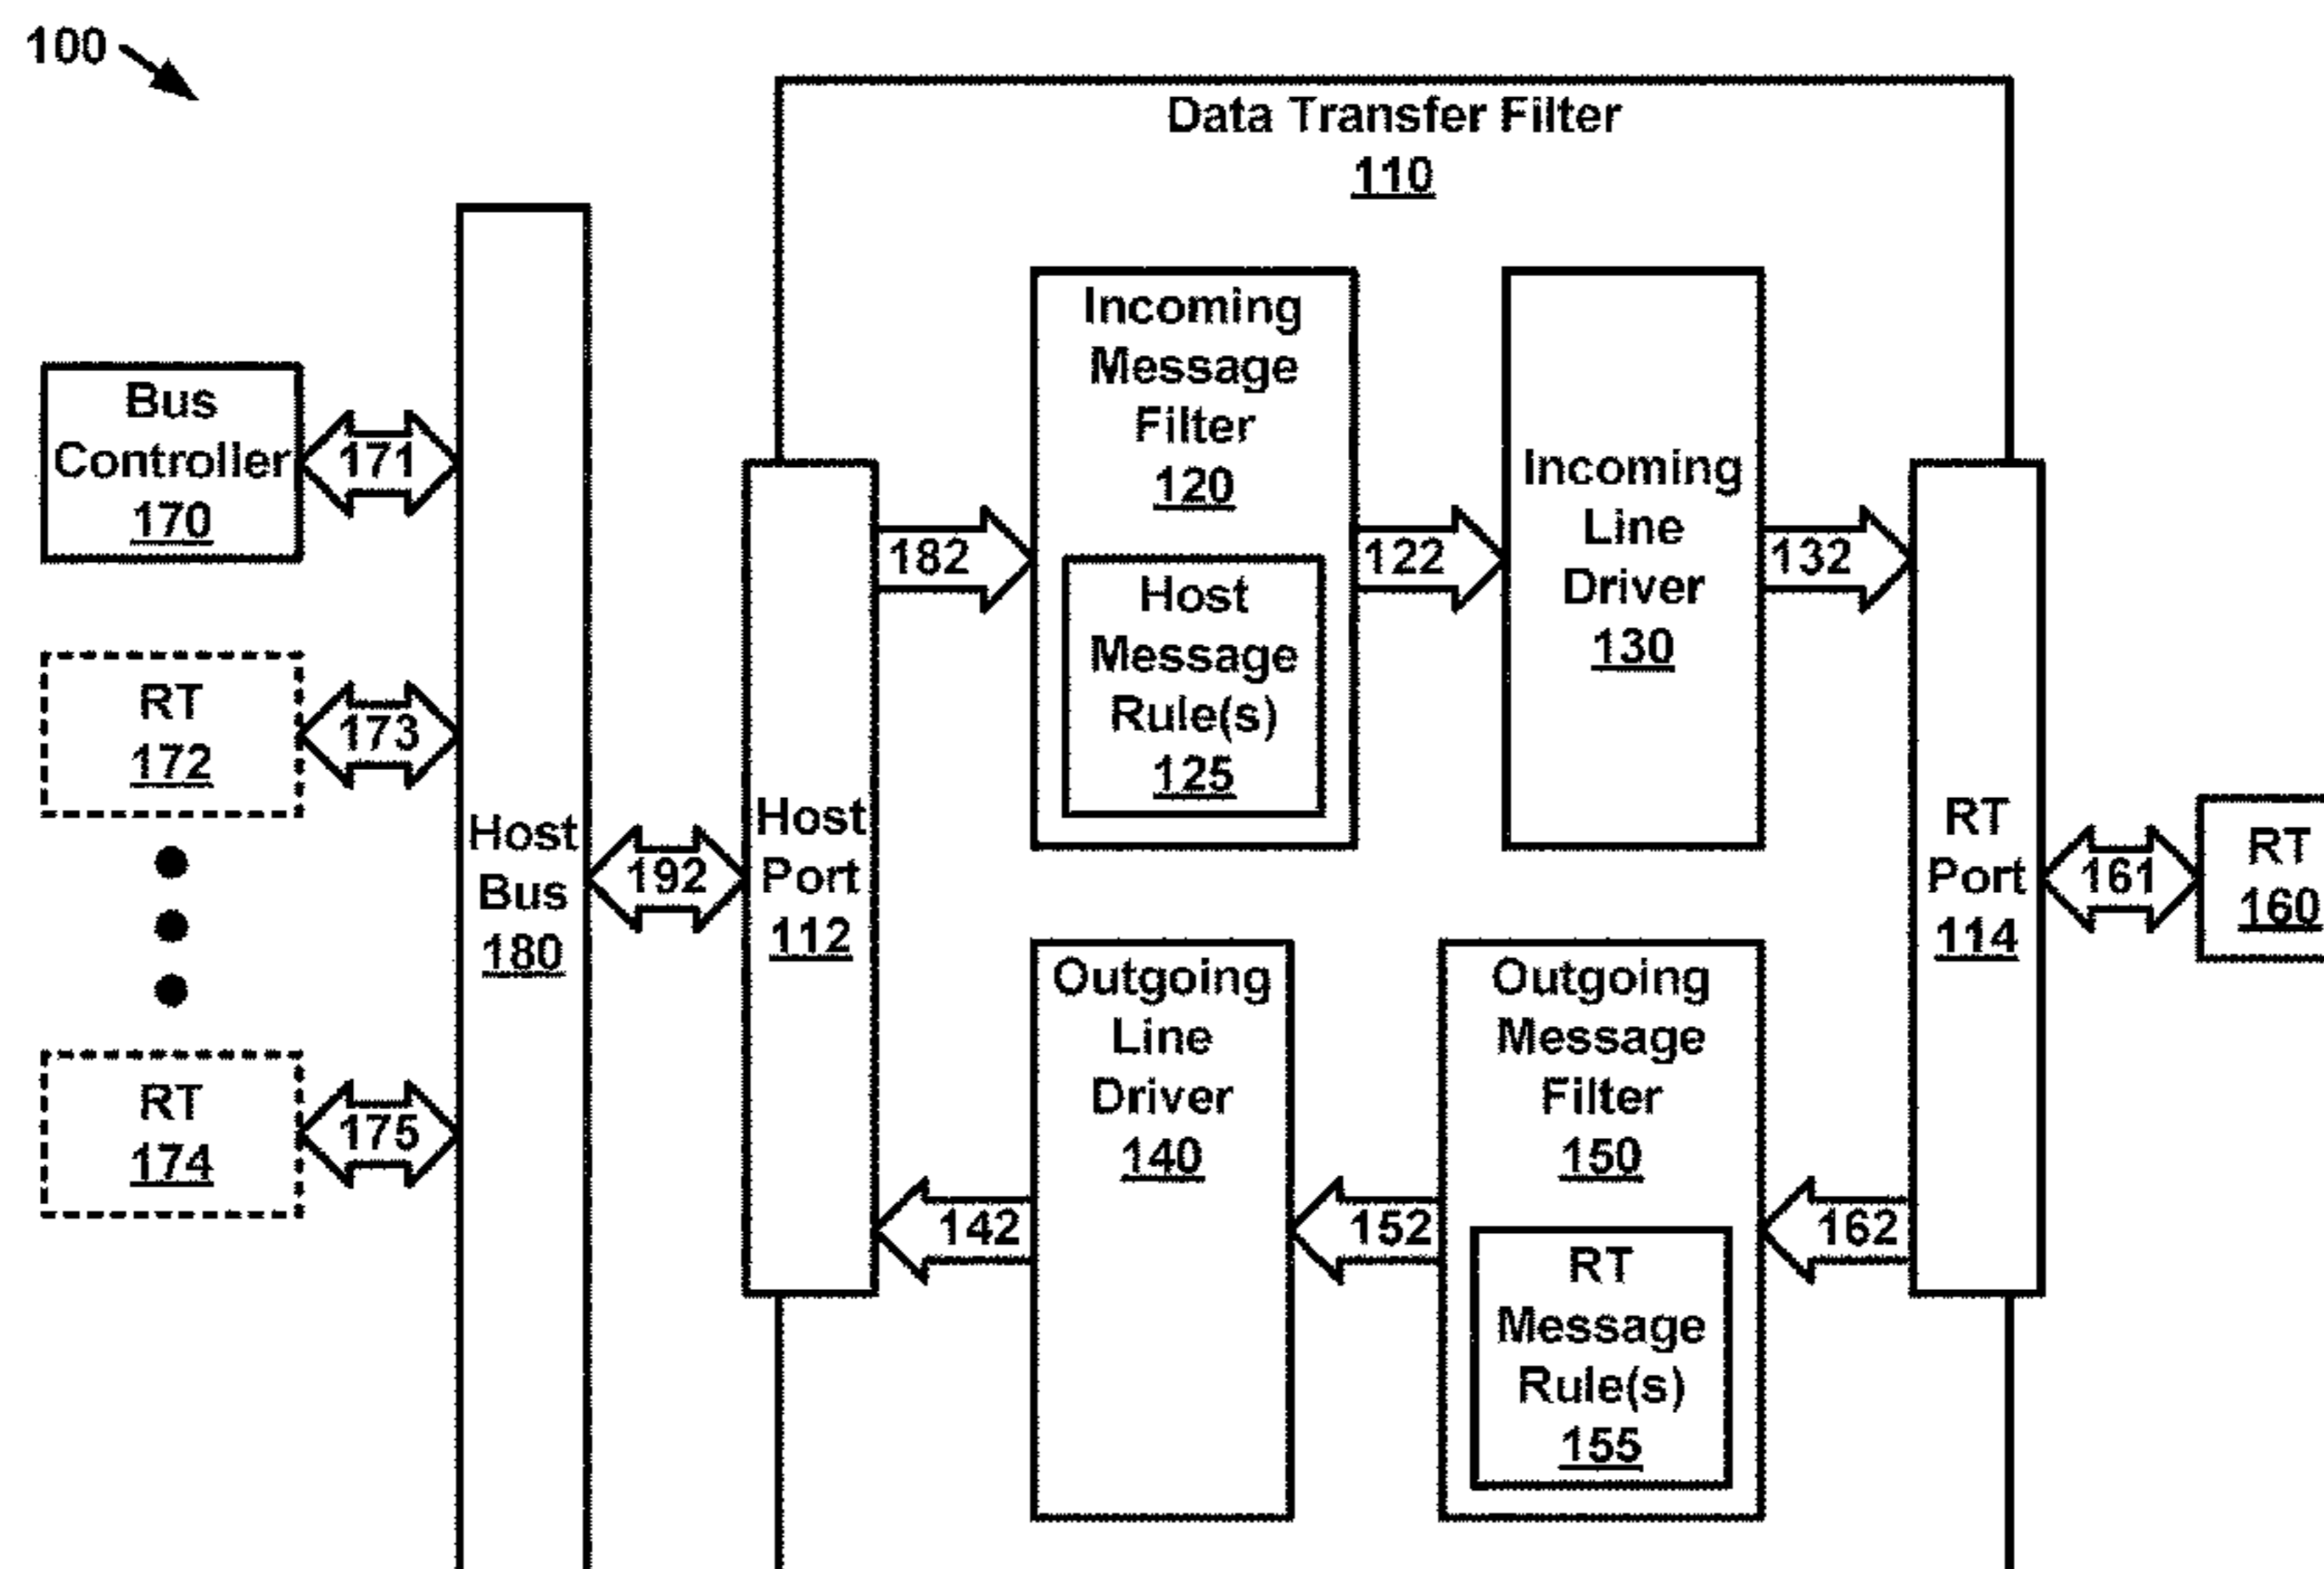 100
Data Transfer Filter
110
Bus
Controller
170
171
RT
172
173
RT
174
175
Host
Bus
180
192
Host
Port
112
182
Incoming
Message
Filter
120
Host
Message
Rule(s)
125
122
Incoming
Line
Driver
130
132
RT
Port
114
161
RT
160
142
Outgoing
Line
Driver
140
152
Outgoing
Message
Filter
150
RT
Message
Rule(s)
155
162